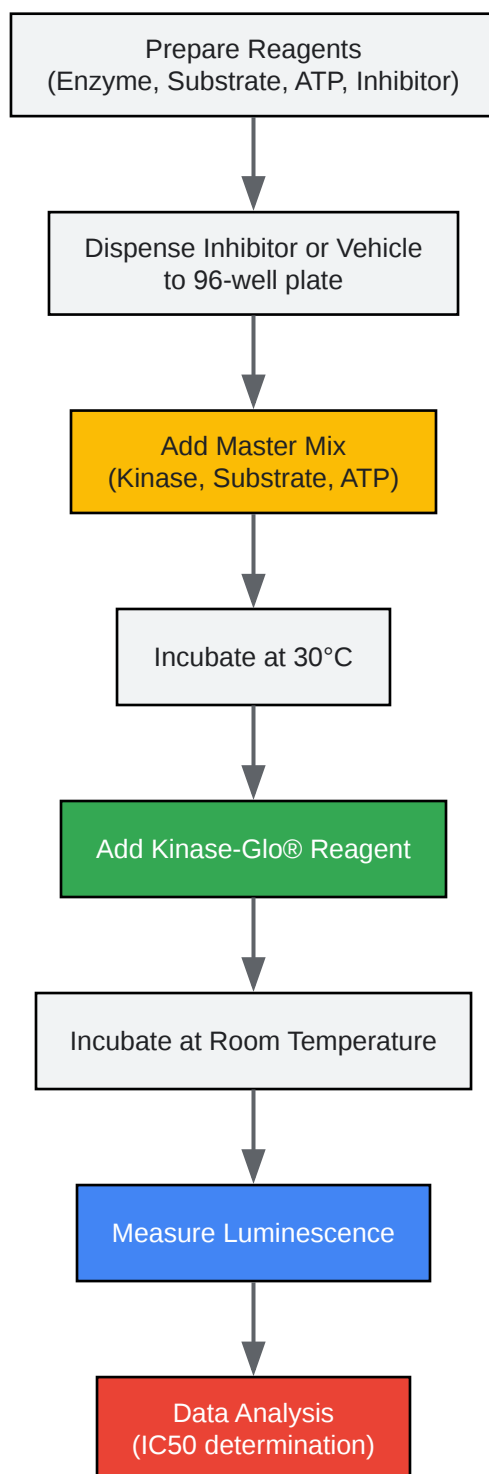 Prepare Reagents
(Enzyme, Substrate, ATP, Inhibitor)
Dispense Inhibitor or Vehicle
to 96-well plate
Add Master Mix
(Kinase, Substrate, ATP)
Incubate at 30°C
Add Kinase-Glo® Reagent
Incubate at Room Temperature
Measure Luminescence
Data Analysis
(IC50 determination)